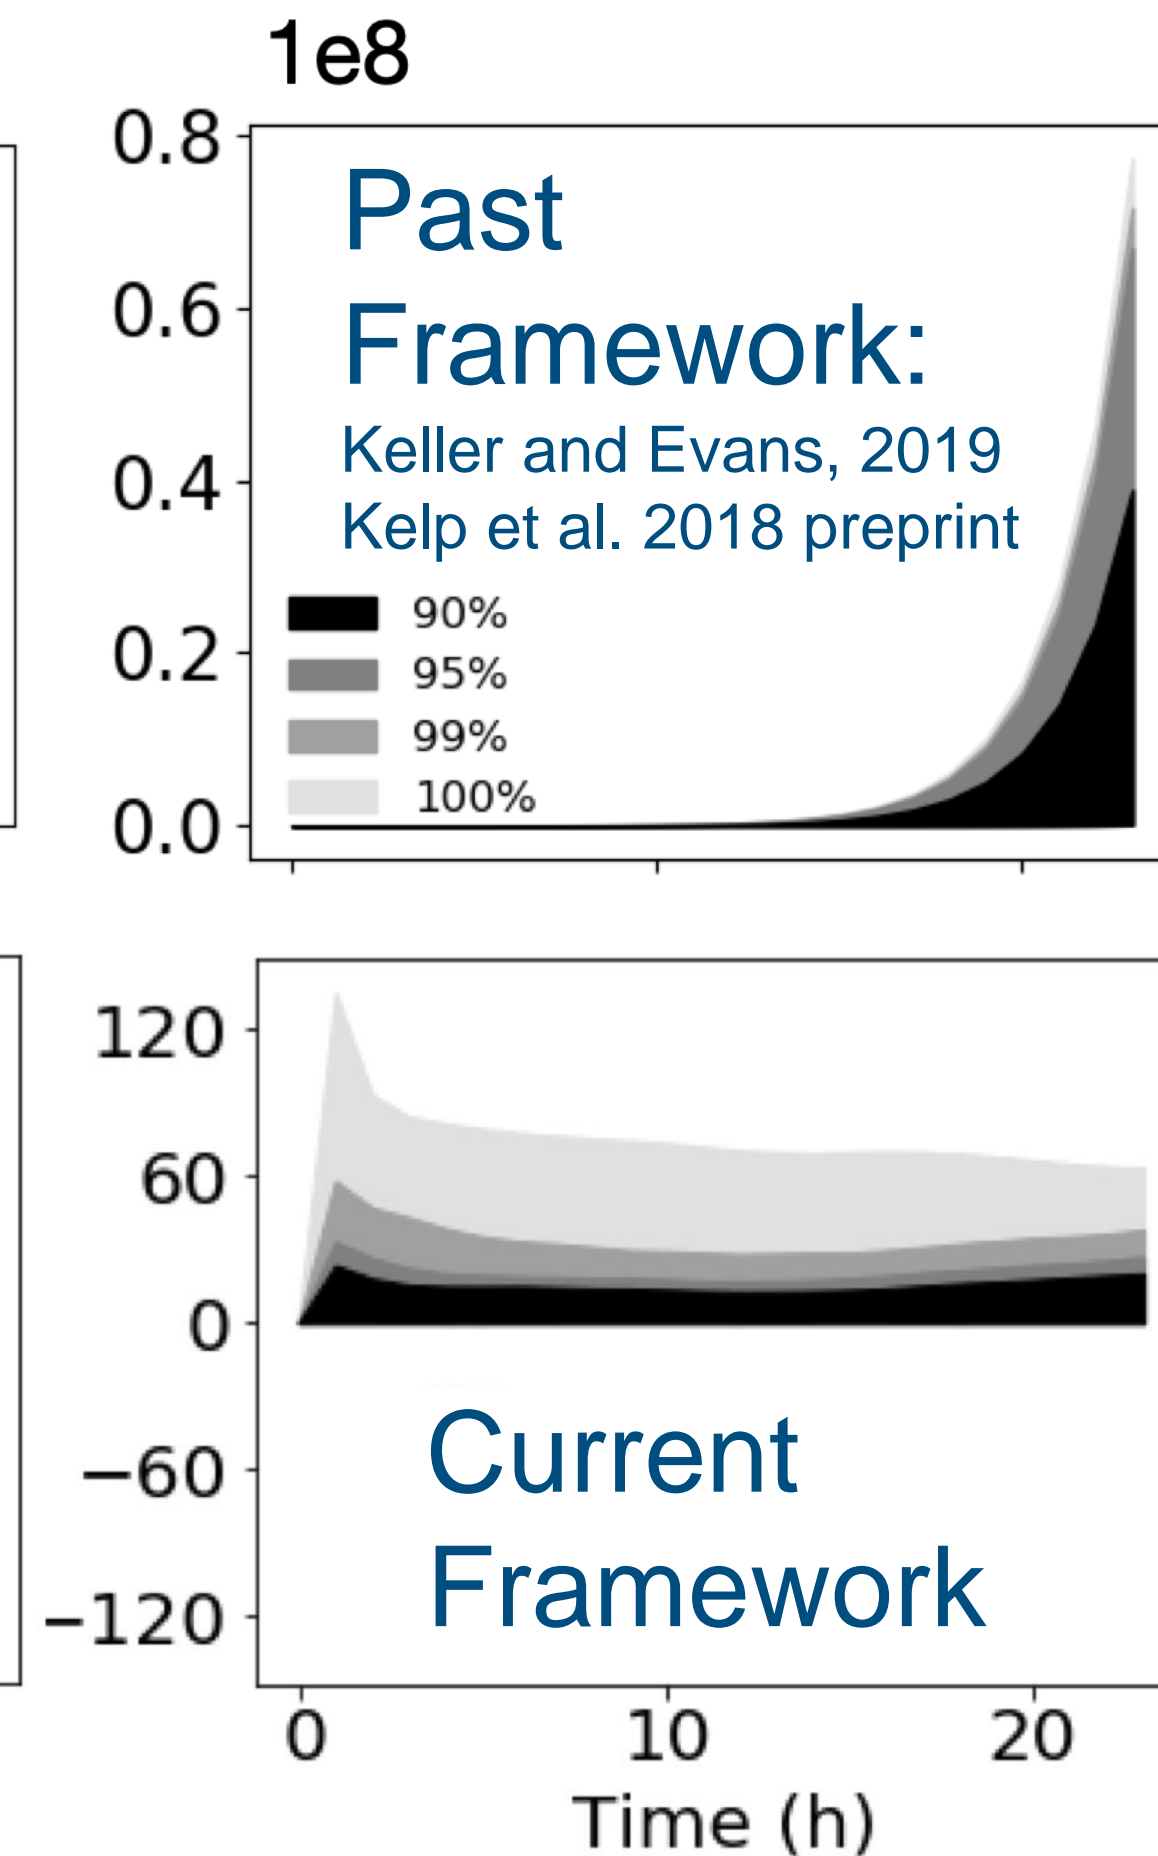 1e8
0.8
0.6
0.4
0.2
0.0
Past
Framework:
Keller and Evans, 2019
Kelp et al. 2018 preprint
90%
95%
99%
100%
120
60
0
−60
−120
Current
Framework
0 10 20
Time (h)